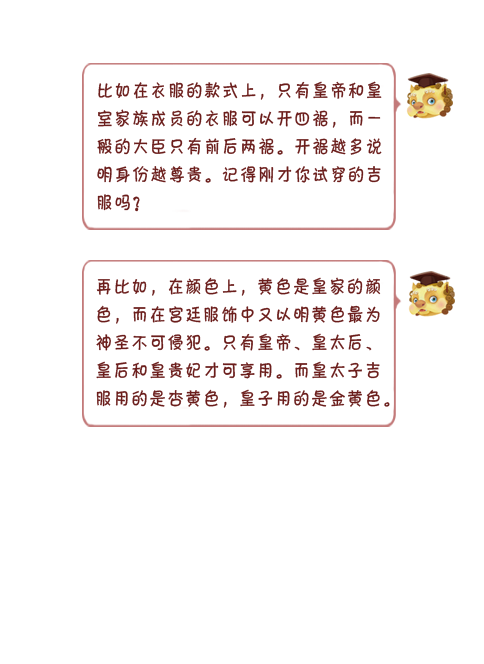 比如在衣服的款式上，只有皇帝和皇
室家族成员的衣服可以开四裾，而一
般的大臣只有前后两裾。开裾越多说
明身份越尊贵。记得刚才你试穿的吉
服吗？
再比如，在颜色上，黄色是皇家的颜
色，而在宫廷服饰中又以明黄色最为
神圣不可侵犯。只有皇帝、皇太后、
皇后和皇贵妃才可享用。而皇太子吉
服用的是杏黄色，皇子用的是金黄色。